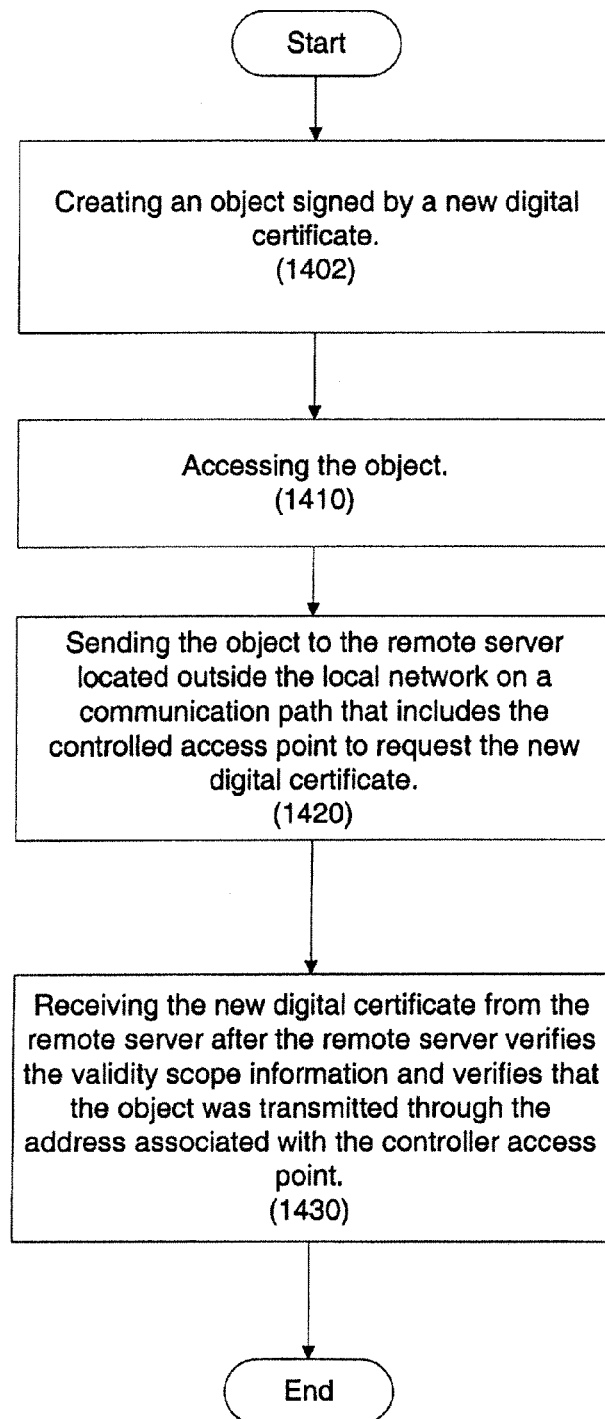 Start
Creating an object signed by a new digital
certificate.
(1402)
Accessing the object.
(1410)
Sending the object to the remote server
located outside the local network on a
communication path that includes the
controlled access point to request the new
digital certificate.
(1420)
Receiving the new digital certificate from the
remote server after the remote server verifies
the validity scope information and verifies that
the object was transmitted through the
address associated with the controller access
point.
(1430)
End